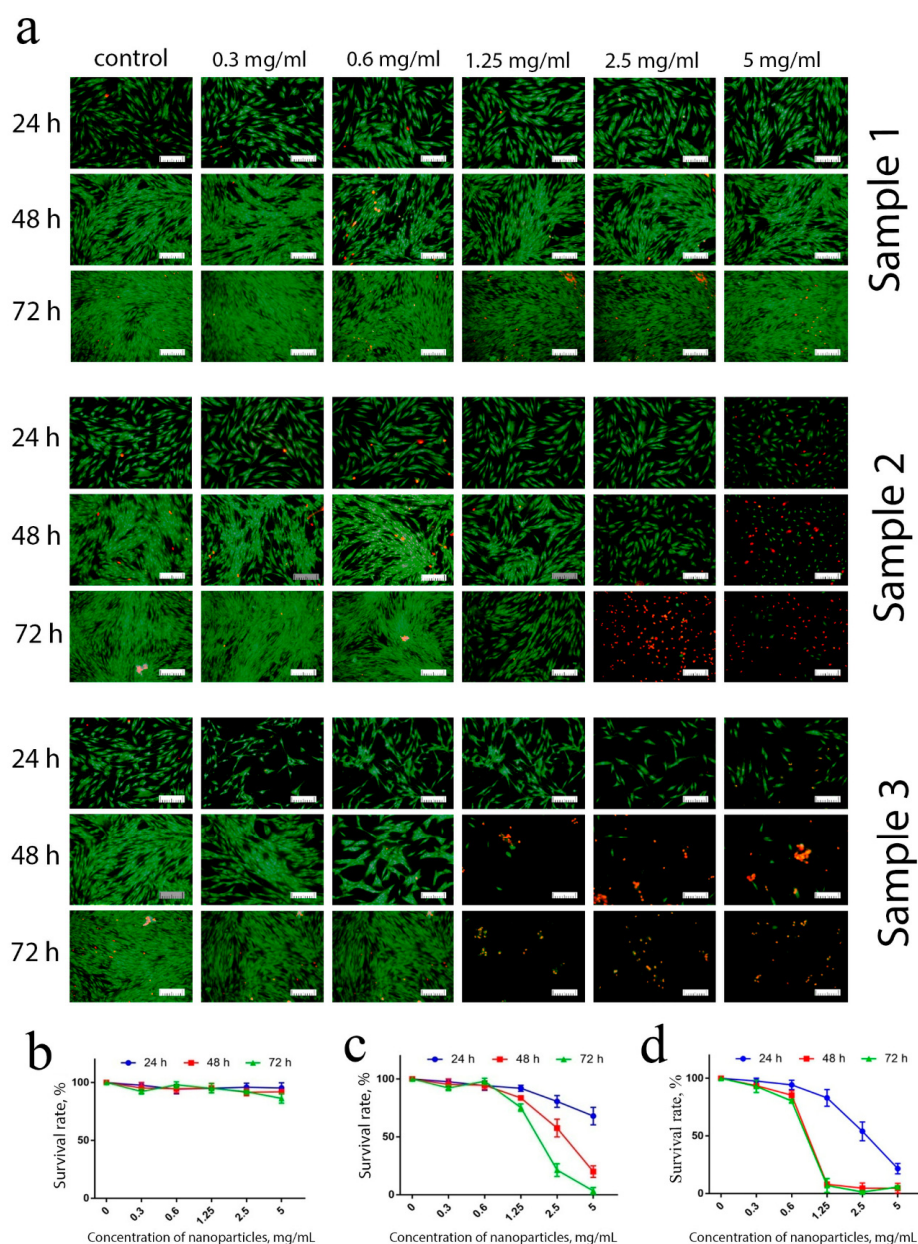 a
control 0.3 mg/ml 0.6 mg/ml 1.25 mg/ml 2.5 mg/ml 5 mg/ml
24 h
48 h
72 h
Sample 1
24 h
48 h
72 h
Sample 2
24 h
48 h
72 h
Sample 3
b
24 h 48 h 72 h
Survival rate, %
100
50
0
0 0.3 0.6 1.25 2.5 5
Concentration of nanoparticles, mg/mL
c
24 h 48 h 72 h
Survival rate, %
100
50
0
0 0.3 0.6 1.25 2.5 5
Concentration of nanoparticles, mg/mL
d
24 h 48 h 72 h
Survival rate, %
100
50
0
0 0.3 0.6 1.25 2.5 5
Concentration of nanoparticles, mg/mL